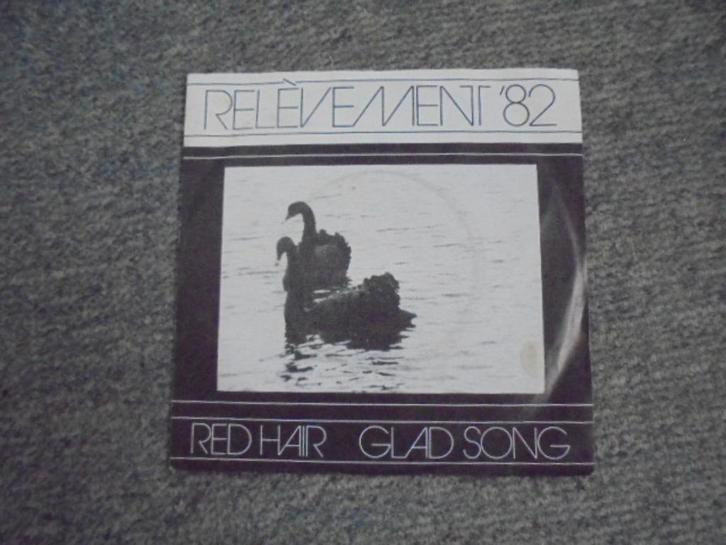 RELÈVEMENT '82
RED HAIR GLAD SONG